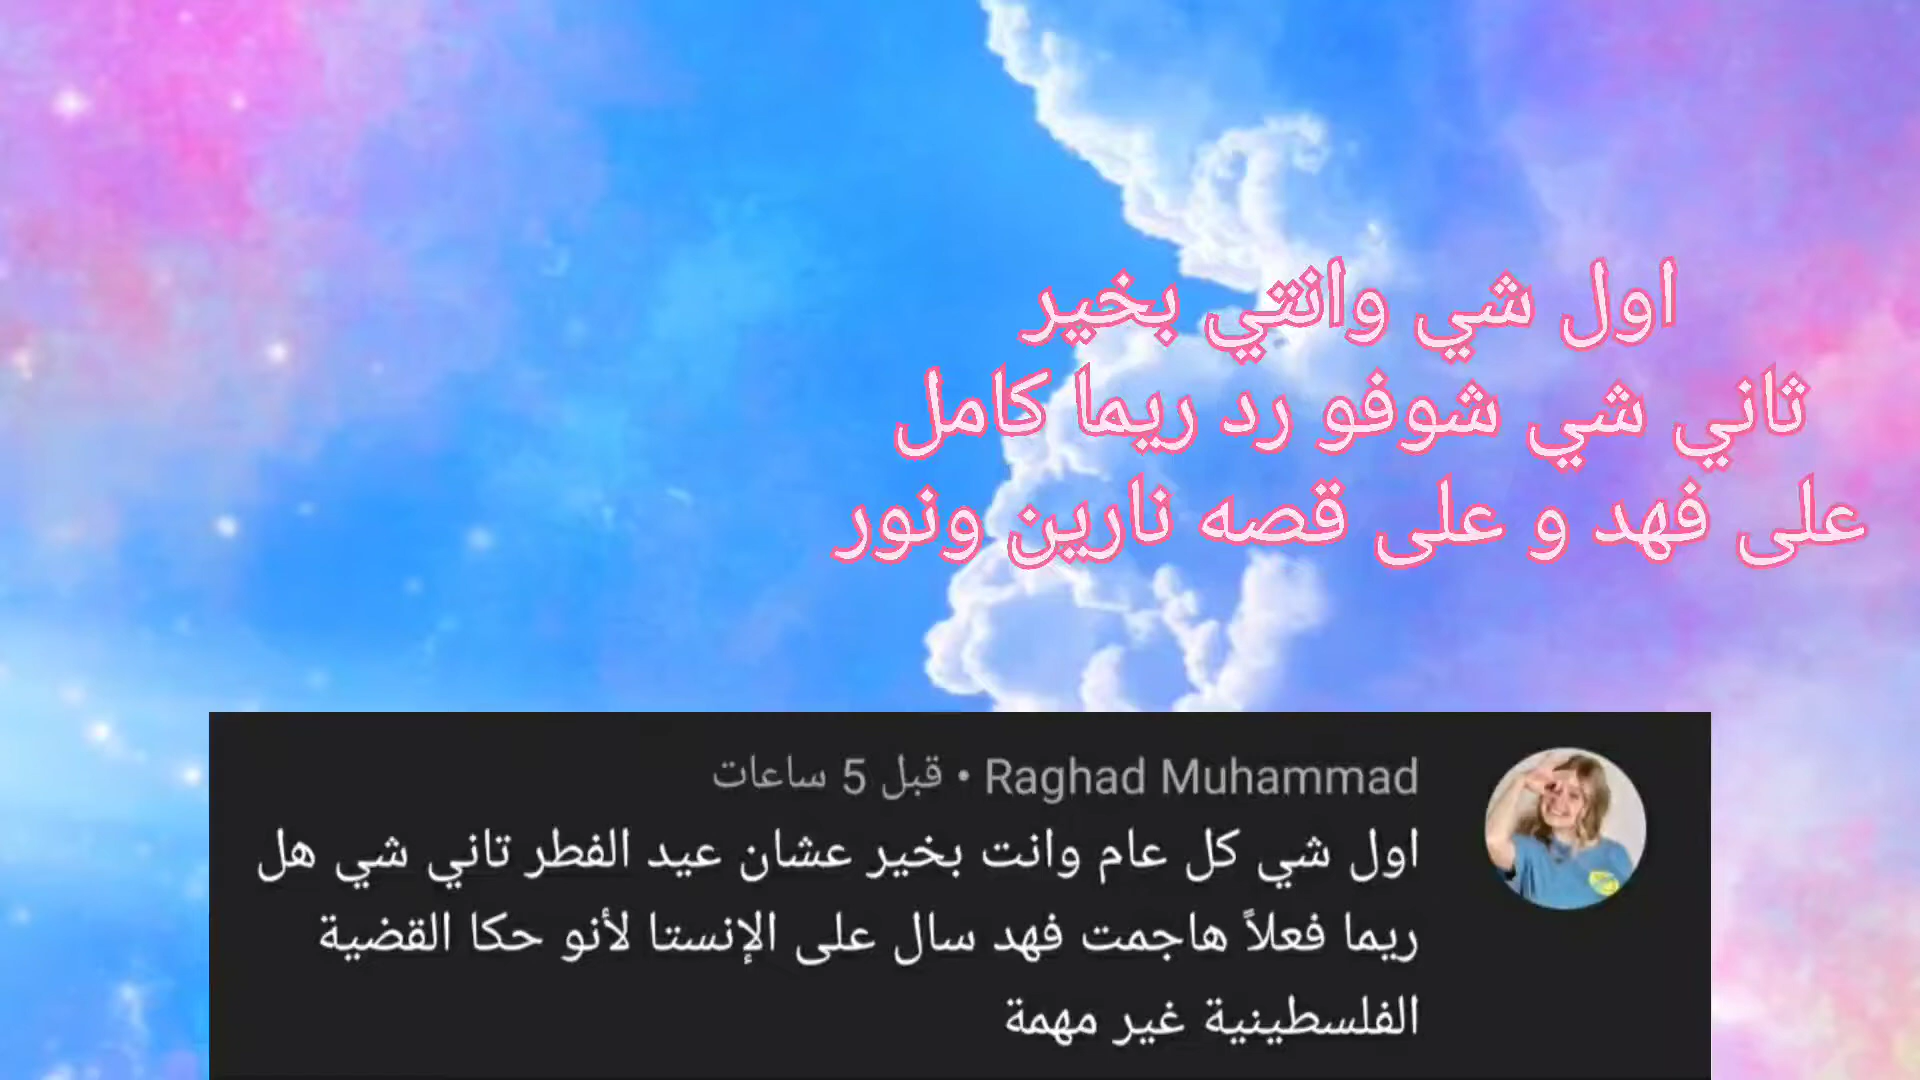 اول شي وانتي بخير
ثاني شي شوفو رد ريما كامل
على فهد و على قصه نارين ونور
Raghad Muhammad • قبل 5 ساعات
اول شي كل عام وانت بخير عشان عيد الفطر تاني شي هل
ريما فعلاً هاجمت فهد سال على الإنستا لأنو حكا القضية
الفلسطينية غير مهمة